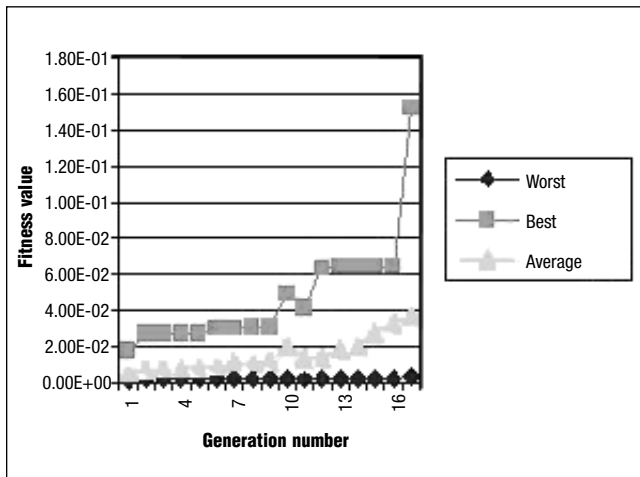 1.80E-01
1.60E-01
1.40E-01
1.20E-01
1.00E-01
8.00E-02
6.00E-02
4.00E-02
2.00E-02
0.00E+00
Fitness value
1
4
7
10
13
16
Generation number
Worst
Best
Average